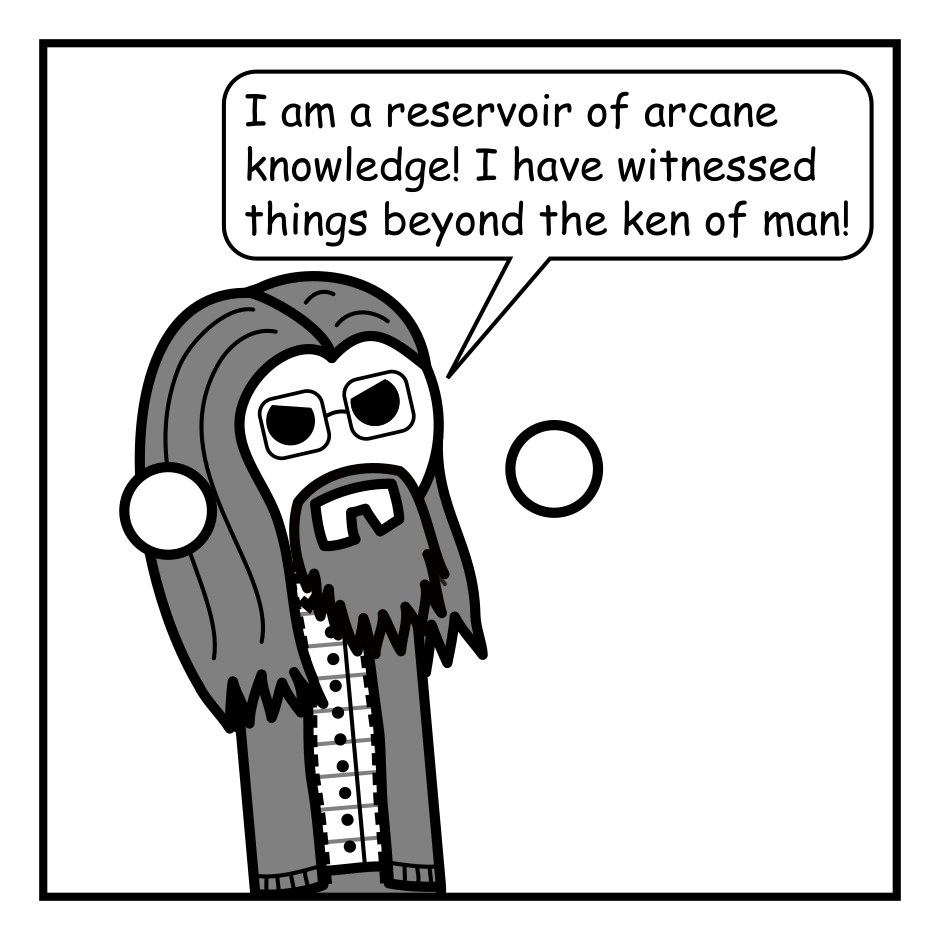 I am a reservoir of arcane
knowledge! I have witnessed
things beyond the ken of man!